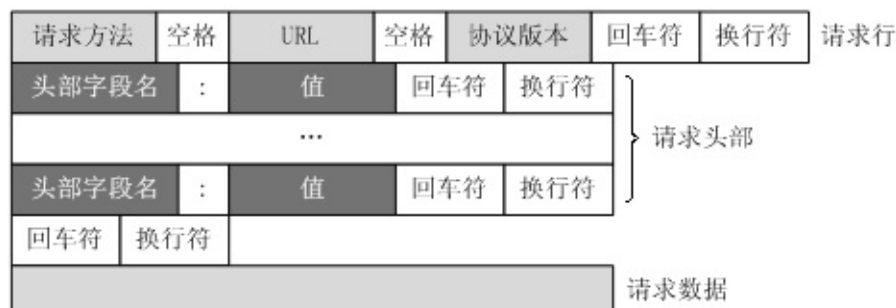 请求方法 空格 URL 空格 协议版本 回车符 换行符 请求行
头部字段名 : 值 回车符 换行符
... 请求头部
头部字段名 : 值 回车符 换行符
回车符 换行符
请求数据